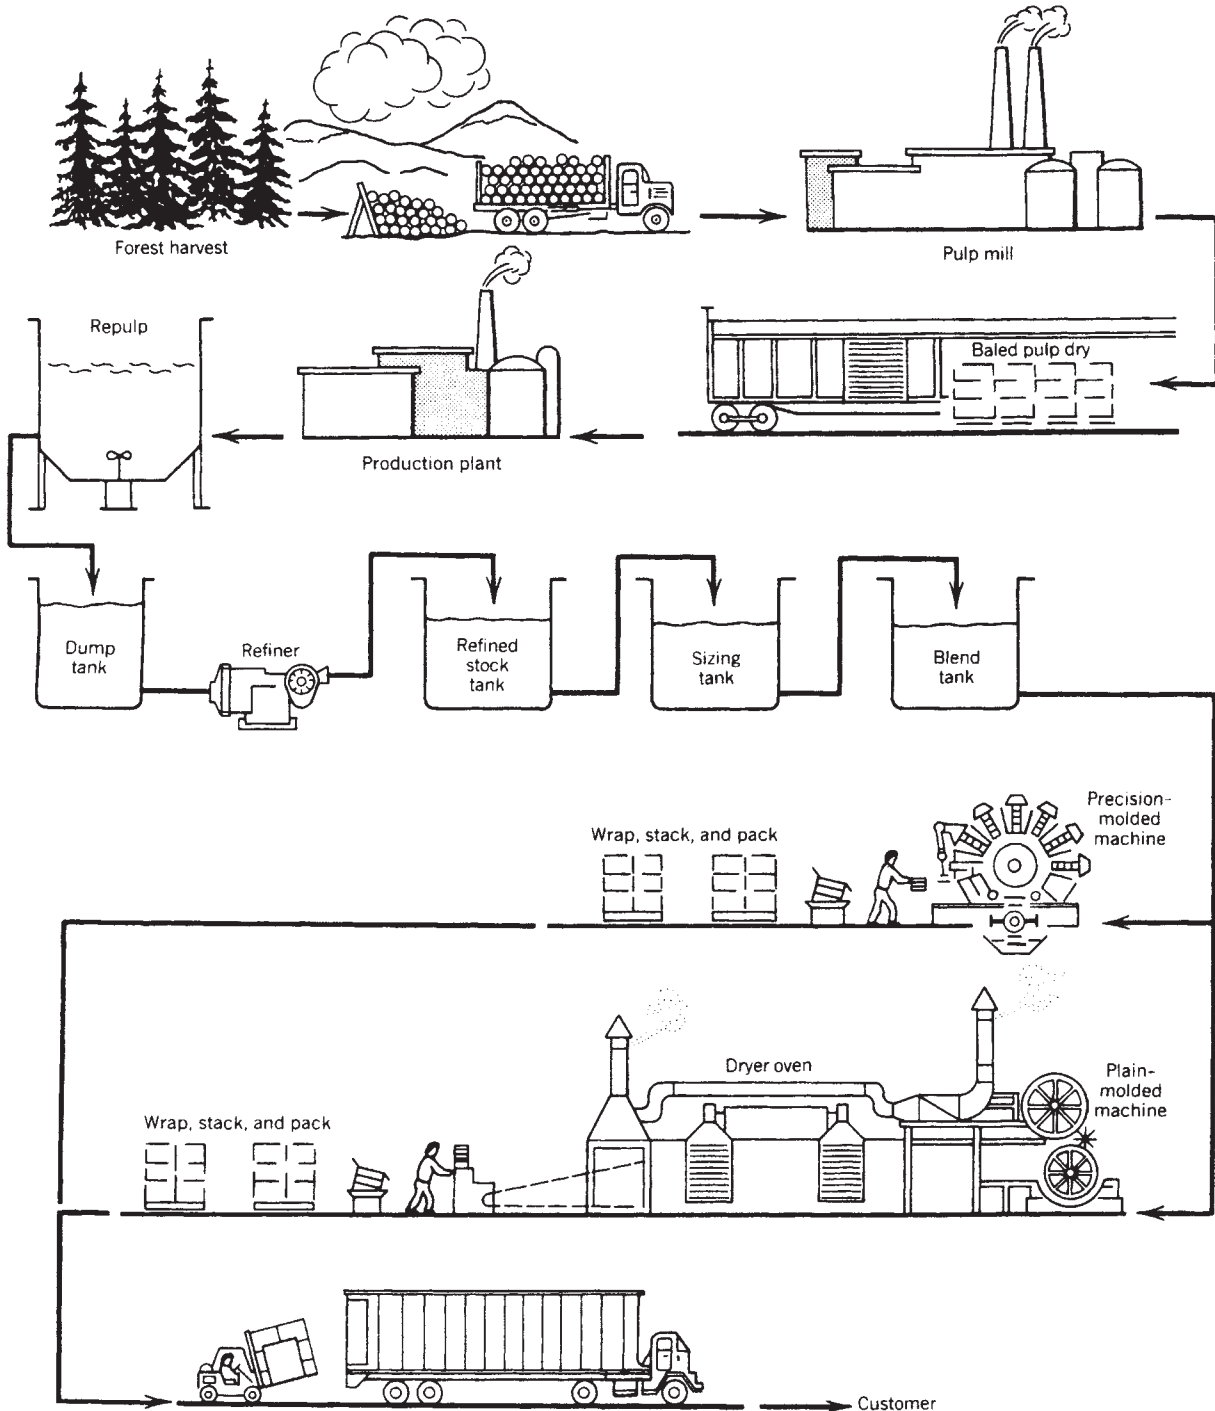 Forest harvest
Pulp mill
Repulp
Baled pulp dry
Production plant
Dump
tank
Refiner
Refined
stock
tank
Sizing
tank
Blend
tank
Precision-
molded
machine
Wrap, stack, and pack
Dryer oven
Plain-
molded
machine
Wrap, stack, and pack
Customer